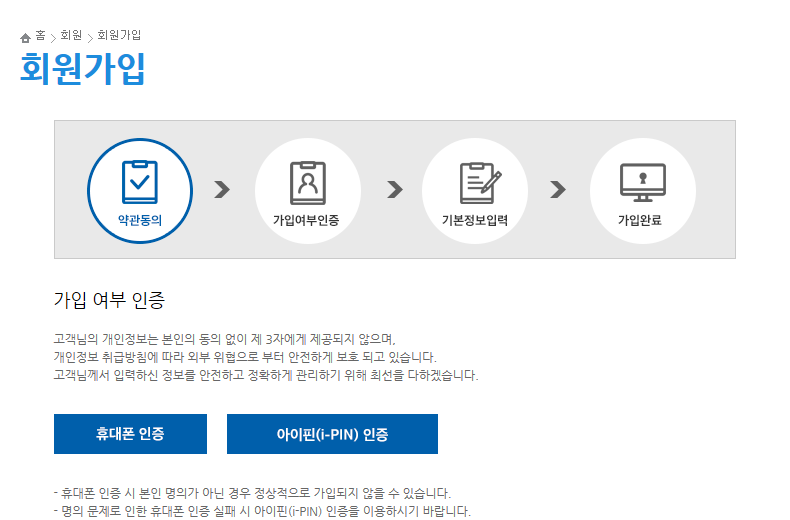 홈 > 회원 > 회원가입
회원가입
약관동의
가입여부인증
기본정보입력
가입완료
가입 여부 인증
고객님의 개인정보는 본인의 동의 없이 제 3자에게 제공되지 않으며,
개인정보 취급방침에 따라 외부 위협으로 부터 안전하게 보호 되고 있습니다.
고객님께서 입력하신 정보를 안전하고 정확하게 관리하기 위해 최선을 다하겠습니다.
휴대폰 인증
아이핀(i-PIN) 인증
- 휴대폰 인증 시 본인 명의가 아닌 경우 정상적으로 가입되지 않을 수 있습니다.
- 명의 문제로 인한 휴대폰 인증 실패 시 아이핀(i-PIN) 인증을 이용하시기 바랍니다.